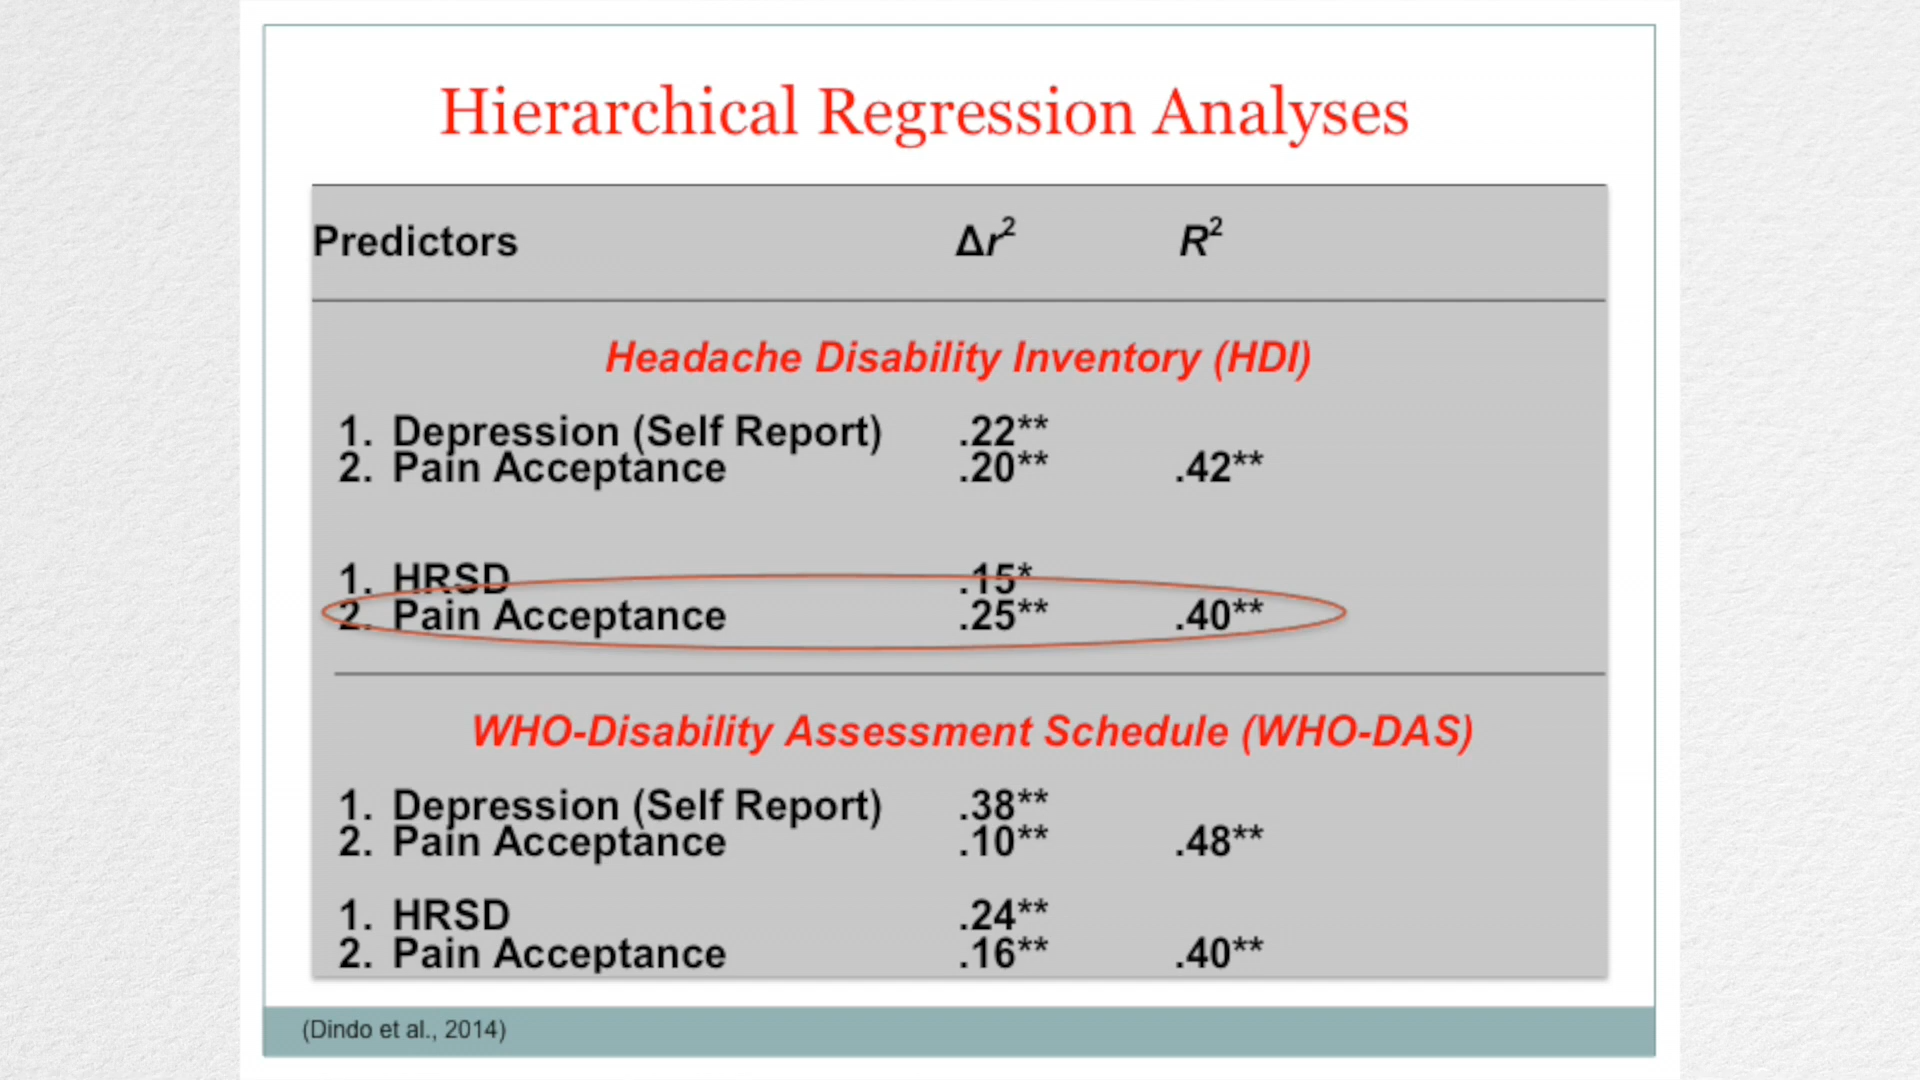 Hierarchical Regression Analyses
Predictors Δr² R²
Headache Disability Inventory (HDI)
1. Depression (Self Report) .22**
2. Pain Acceptance .20** .42**
1. HRSD .15*
2. Pain Acceptance .25** .40**
WHO-Disability Assessment Schedule (WHO-DAS)
1. Depression (Self Report) .38**
2. Pain Acceptance .10** .48**
1. HRSD .24**
2. Pain Acceptance .16** .40**
(Dindo et al., 2014)